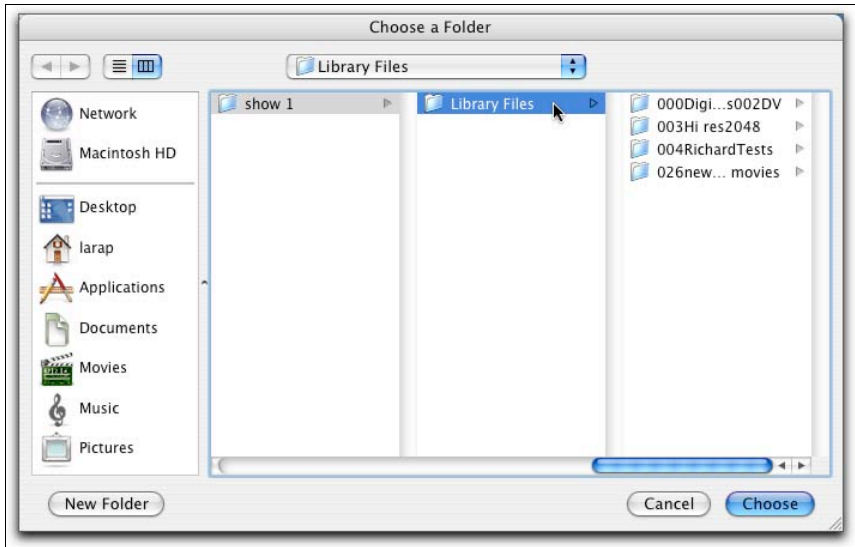 Choose a Folder
Library Files
Network
Macintosh HD
Desktop
larap
Applications
Documents
Movies
Music
Pictures
show 1
Library Files
000Digi...s002DV
003Hi res2048
004RichardTests
026new... movies
New Folder
Cancel
Choose